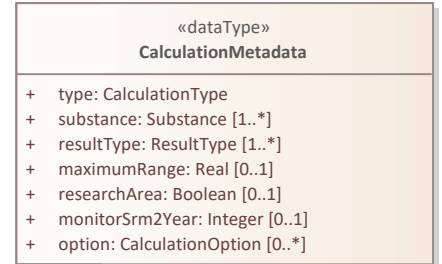 «dataType»
CalculationMetadata
+ type: CalculationType
+ substance: Substance [1..*]
+ resultType: ResultType [1..*]
+ maximumRange: Real [0..1]
+ researchArea: Boolean [0..1]
+ monitorSrm2Year: Integer [0..1]
+ option: CalculationOption [0..*]